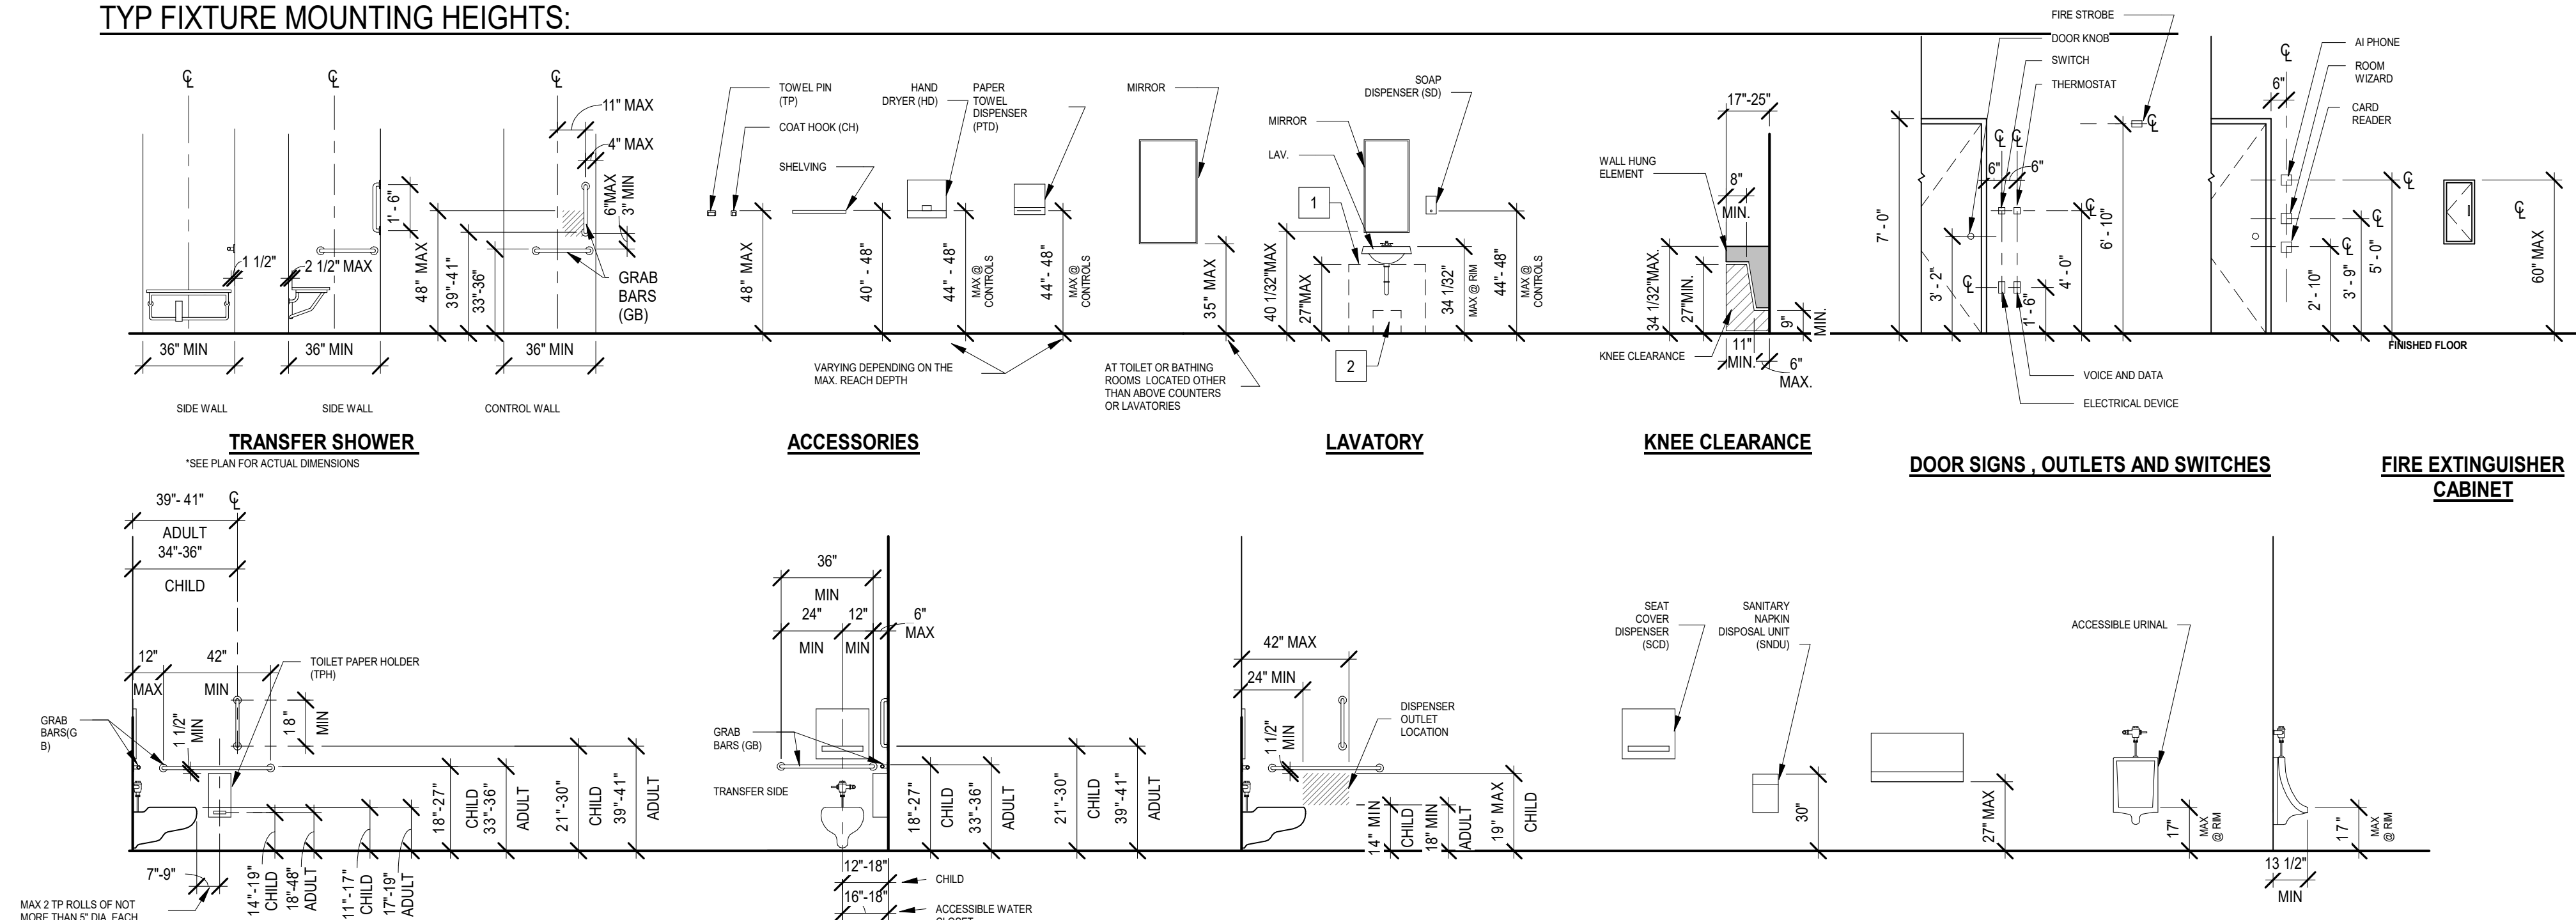 TYP FIXTURE MOUNTING HEIGHTS:
11" MAX
4" MAX
6"MAX
3" MIN
1' - 6"
1 1/2"
2 1/2" MAX
48" MAX
39"-41"
33"-36"
GRAB
BARS
(GB)
36" MIN
36" MIN
36" MIN
SIDE WALL
SIDE WALL
CONTROL WALL
TRANSFER SHOWER
*SEE PLAN FOR ACTUAL DIMENSIONS
TOWEL PIN
(TP)
COAT HOOK (CH)
SHELVING
HAND
DRYER (HD)
PAPER
TOWEL
DISPENSER
(PTD)
MIRROR
48" MAX
40" - 48"
44" - 48"
MAX @
CONTROLS
44"- 48"
MAX @
CONTROLS
35" MAX
VARYING DEPENDING ON THE
MAX. REACH DEPTH
AT TOILET OR BATHING
ROOMS LOCATED OTHER
THAN ABOVE COUNTERS
OR LAVATORIES
ACCESSORIES
SOAP
DISPENSER (SD)
MIRROR
LAV.
1
2
40 1/32"MAX
27"MAX
34 1/32"
MAX @ RIM
44"- 48"
MAX @
CONTROLS
LAVATORY
17"-25"
WALL HUNG
ELEMENT
8"
MIN.
34 1/32"MAX.
27"MIN.
9"
MIN.
KNEE CLEARANCE
11"
MIN.
6"
MAX.
KNEE CLEARANCE
FIRE STROBE
DOOR KNOB
SWITCH
THERMOSTAT
6"
6"
7' - 0"
3' - 2"
1' - 6"
4' - 0"
6' - 10"
VOICE AND DATA
ELECTRICAL DEVICE
AI PHONE
ROOM
WIZARD
CARD
READER
6"
2' - 10"
3' - 9"
5' - 0"
60" MAX
FINISHED FLOOR
DOOR SIGNS , OUTLETS AND SWITCHES
FIRE EXTINGUISHER
CABINET
39"- 41"
ADULT
34"-36"
CHILD
12"
MAX
42"
MIN
TOILET PAPER HOLDER
(TPH)
18"
MIN
1 1/2"
MIN
GRAB
BARS(G
B)
7"-9"
14"-19"
CHILD
18"-48"
ADULT
11"-17"
CHILD
17"-19"
ADULT
18"-27"
CHILD
33"-36"
ADULT
21"-30"
CHILD
39"-41"
ADULT
MAX 2 TP ROLLS OF NOT
MORE THAN 5" DIA. EACH
36"
MIN
24"
MIN
12"
MIN
6"
MAX
GRAB
BARS (GB)
TRANSFER SIDE
18"-27"
CHILD
33"-36"
ADULT
21"-30"
CHILD
39"-41"
ADULT
12"-18"
CHILD
16"-18"
ACCESSIBLE WATER
CLOSET
42" MAX
24" MIN
1 1/2"
MIN
DISPENSER
OUTLET
LOCATION
14" MIN
CHILD
18" MIN
ADULT
19" MAX
CHILD
SEAT
COVER
DISPENSER
(SCD)
SANITARY
NAPKIN
DISPOSAL UNIT
(SNDU)
30"
27" MAX
ACCESSIBLE URINAL
17"
MAX
@ RIM
17"
MAX
@ RIM
13 1/2"
MIN